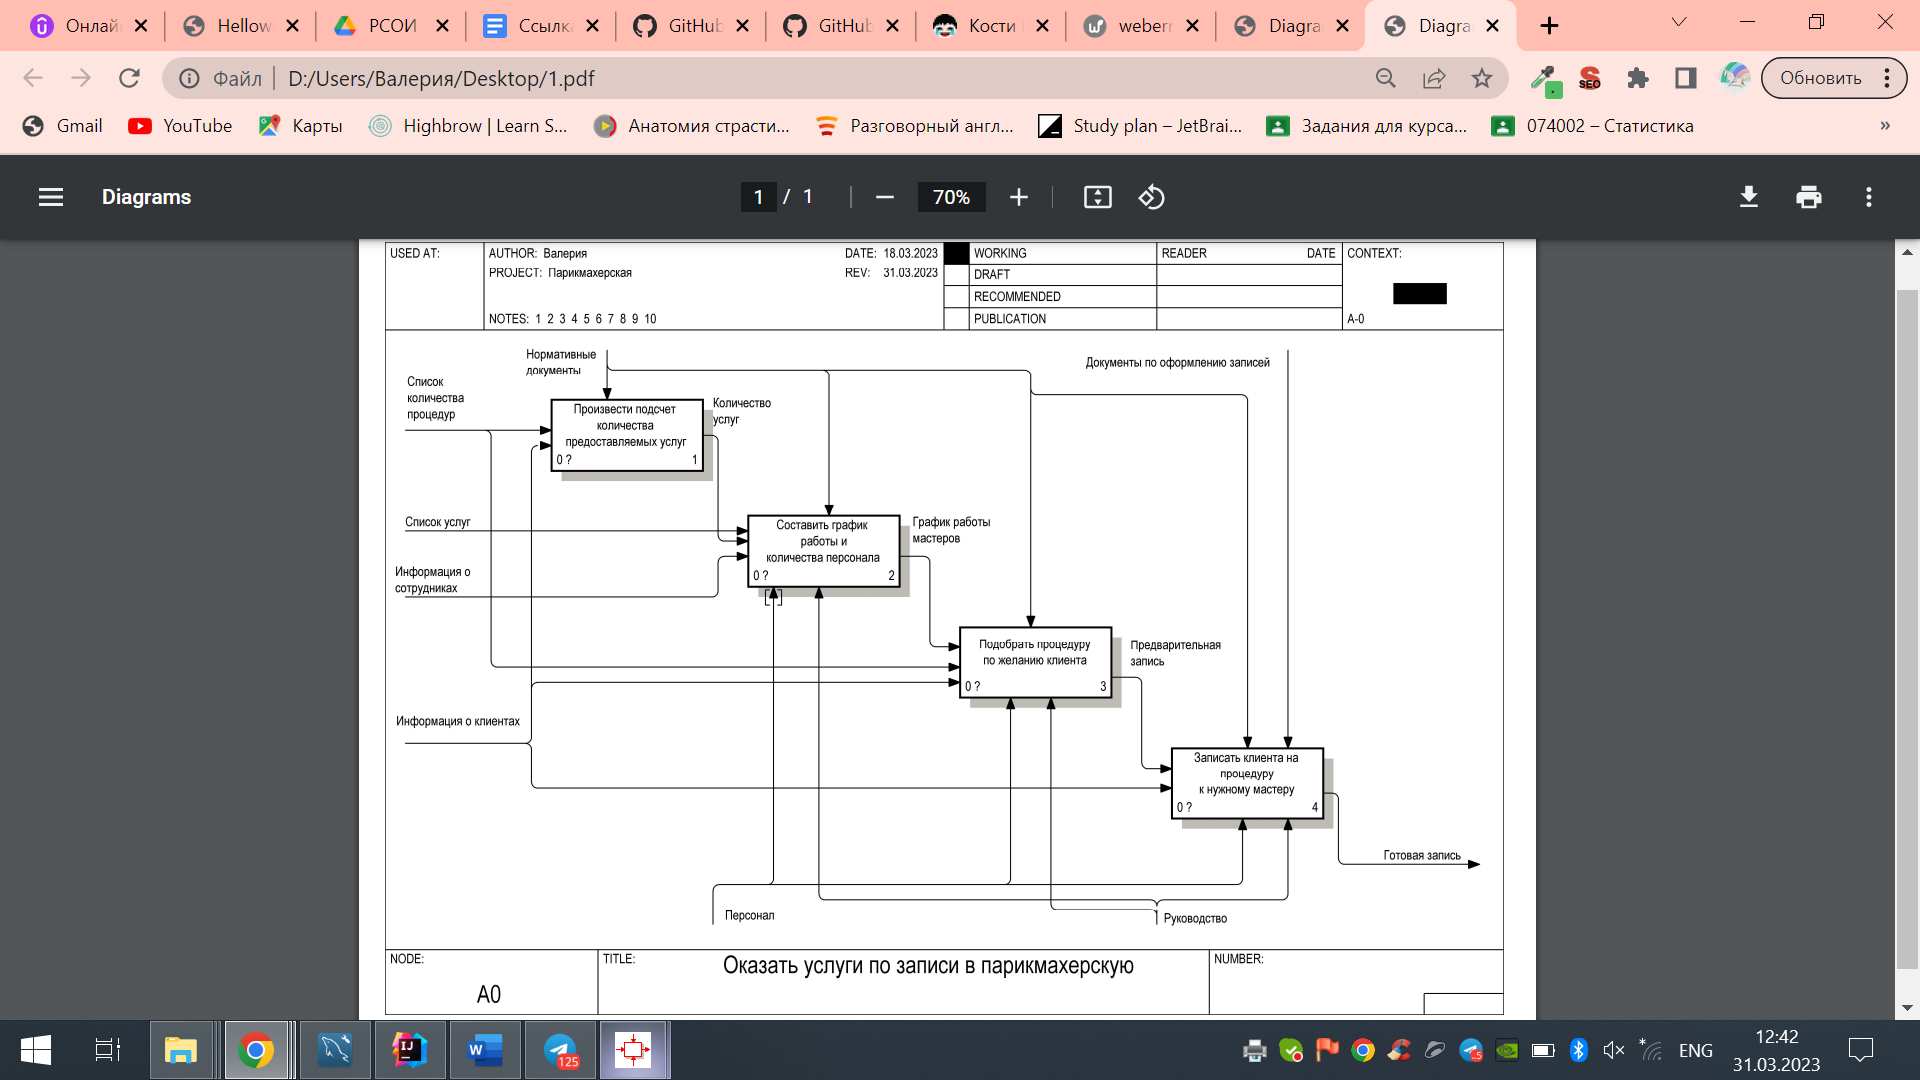 Онлай
Hellow
РСОИ
Ссылка
GitHub
GitHub
Кости
weberr
Diagra
Diagra
Файл
D:/Users/Валерия/Desktop/1.pdf
SEO
Обновить
Gmail
YouTube
Карты
Highbrow | Learn S...
Анатомия страсти...
Разговорный англ...
Study plan – JetBrai...
Задания для курса...
074002 – Статистика
»
Diagrams
1 / 1
70%
USED AT:
AUTHOR: Валерия
DATE: 18.03.2023
WORKING
READER
DATE
CONTEXT:
PROJECT: Парикмахерская
REV: 31.03.2023
DRAFT
RECOMMENDED
NOTES: 1 2 3 4 5 6 7 8 9 10
PUBLICATION
A-0
Нормативные
документы
Документы по оформлению записей
Список
количества
процедур
Произвести подсчет
количества
предоставляемых услуг
0 ? 1
Количество
услуг
Список услуг
Составить график
работы и
количества персонала
0 ? 2
График работы
мастеров
Информация о
сотрудниках
Подобрать процедуру
по желанию клиента
0 ? 3
Предварительная
запись
Информация о клиентах
Записать клиента на
процедуру
к нужному мастеру
0 ? 4
Готовая запись
Персонал
Руководство
NODE:
TITLE:
NUMBER:
Оказать услуги по записи в парикмахерскую
A0
IJ
W
125
ENG
12:42
31.03.2023